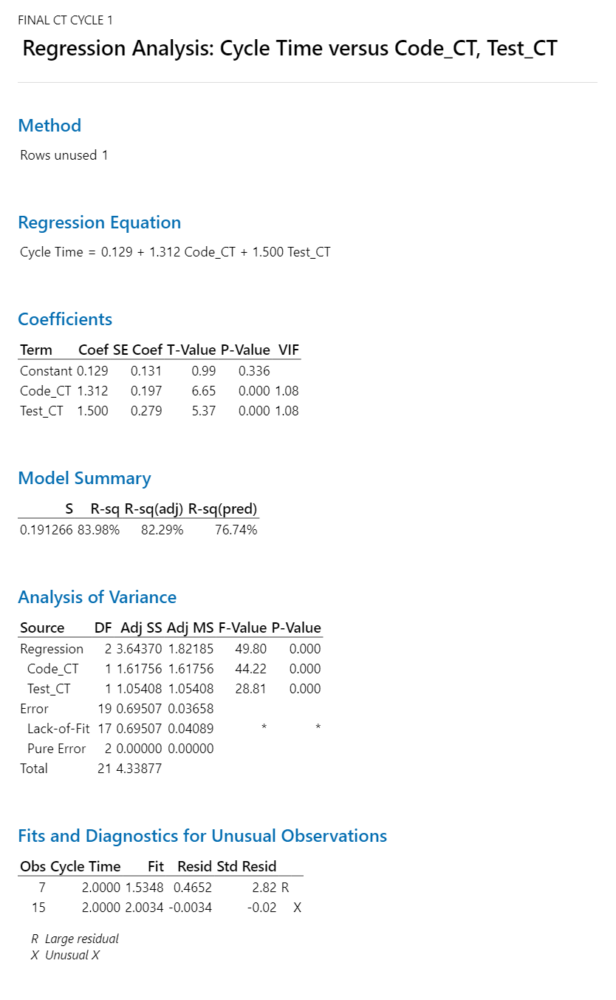 FINAL CT CYCLE 1
Regression Analysis: Cycle Time versus Code_CT, Test_CT
Method
Rows unused 1
Regression Equation
Cycle Time = 0.129 + 1.312 Code_CT + 1.500 Test_CT
Coefficients
Term Coef SE Coef T-Value P-Value VIF
Constant 0.129 0.131 0.99 0.336
Code_CT 1.312 0.197 6.65 0.000 1.08
Test_CT 1.500 0.279 5.37 0.000 1.08
Model Summary
S R-sq R-sq(adj) R-sq(pred)
0.191266 83.98% 82.29% 76.74%
Analysis of Variance
Source DF Adj SS Adj MS F-Value P-Value
Regression 2 3.64370 1.82185 49.80 0.000
Code_CT 1 1.61756 1.61756 44.22 0.000
Test_CT 1 1.05408 1.05408 28.81 0.000
Error 19 0.69507 0.03658
Lack-of-Fit 17 0.69507 0.04089 * *
Pure Error 2 0.00000 0.00000
Total 21 4.33877
Fits and Diagnostics for Unusual Observations
Obs Cycle Time Fit Resid Std Resid
7 2.0000 1.5348 0.4652 2.82 R
15 2.0000 2.0034 -0.0034 -0.02 X
R Large residual
X Unusual X